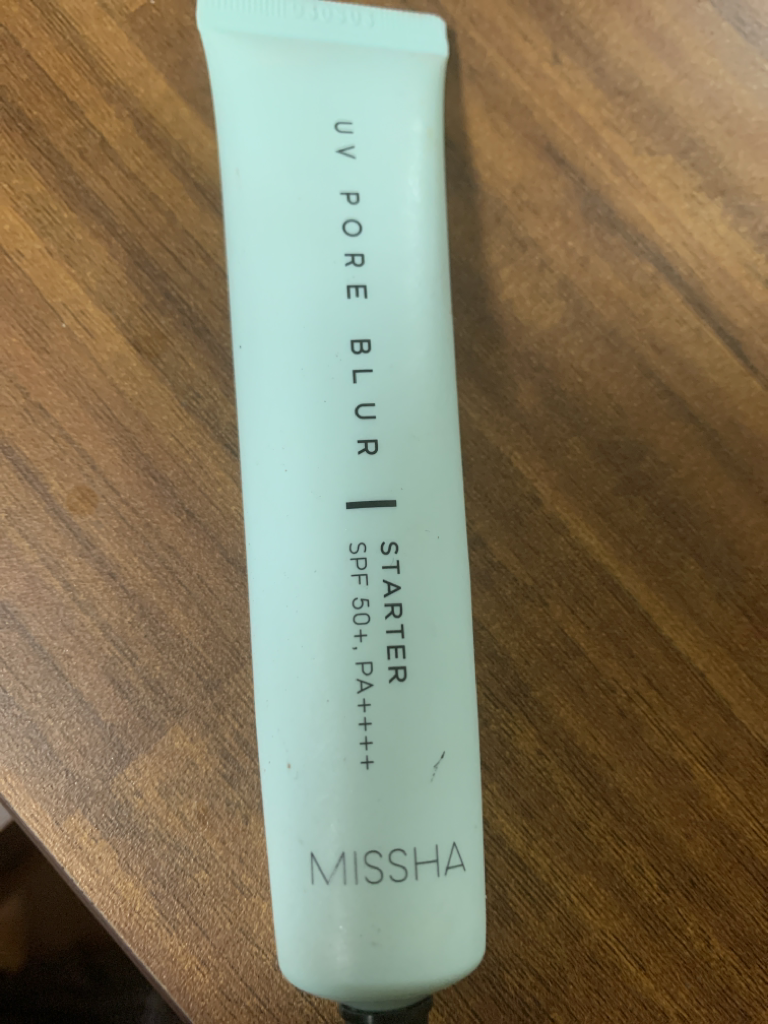 UV PORE BLUR
STARTER
SPF 50+, PA++++
MISSHA